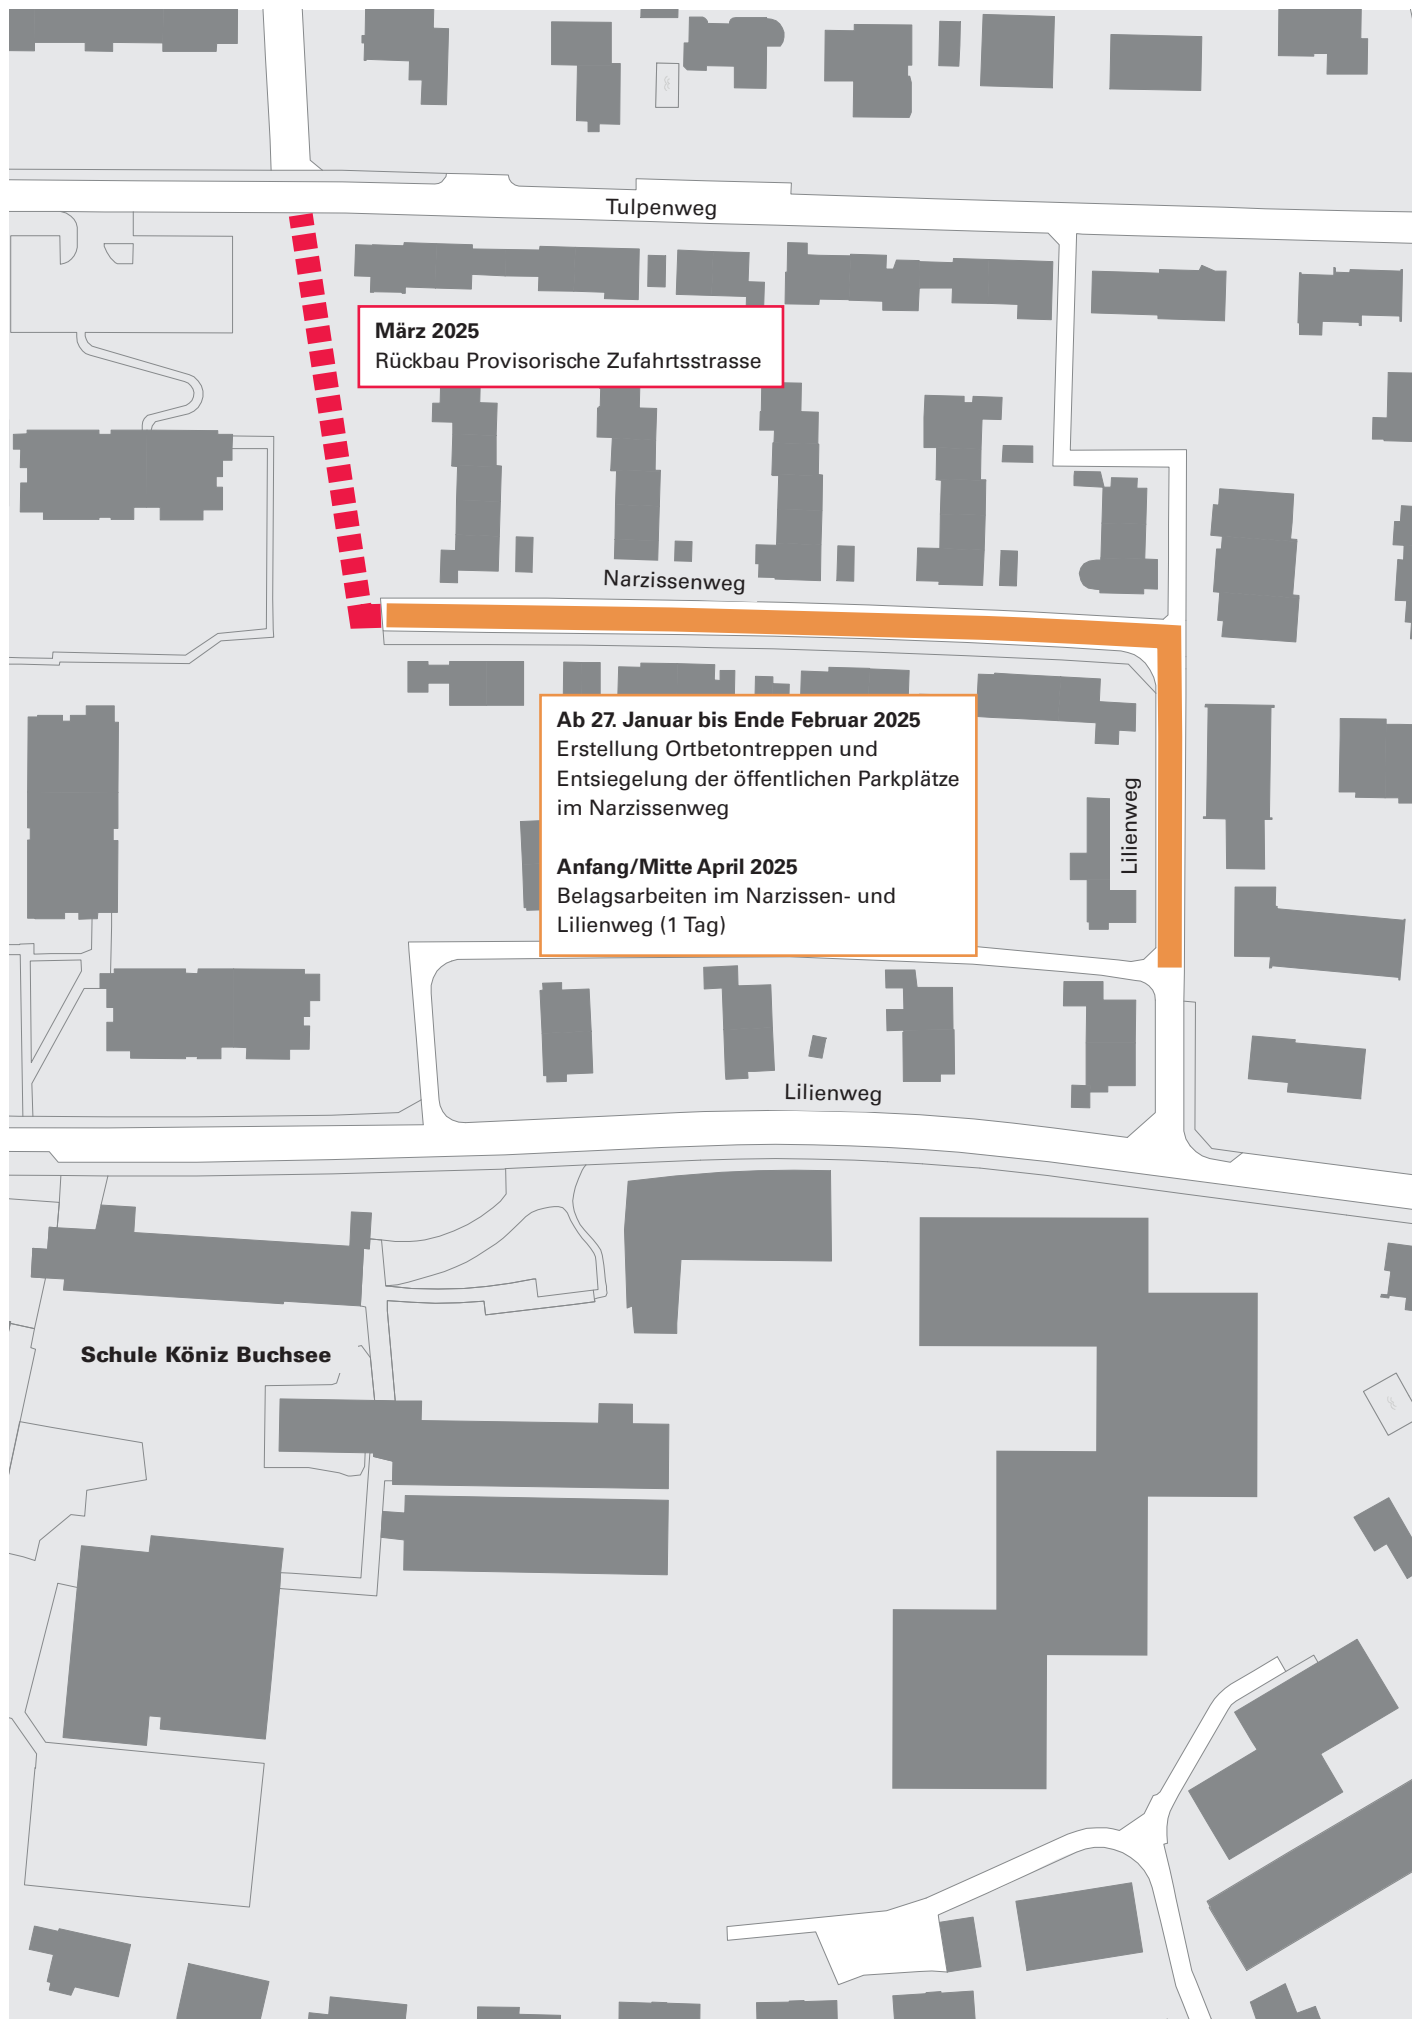 Tulpenweg
März 2025
Rückbau Provisorische Zufahrtsstrasse
Narzissenweg
Ab 27. Januar bis Ende Februar 2025
Erstellung Ortbetontreppen und
Entsiegelung der öffentlichen Parkplätze
im Narzissenweg
Anfang/Mitte April 2025
Belagsarbeiten im Narzissen- und
Lilienweg (1 Tag)
Lilienweg
Lilienweg
Schule Köniz Buchsee